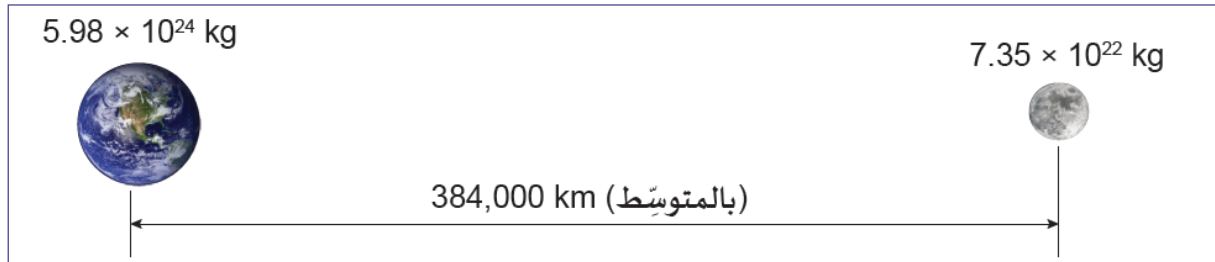 5.98 × 10²⁴ kg
7.35 × 10²² kg
384,000 km (بالمتوسِّط)